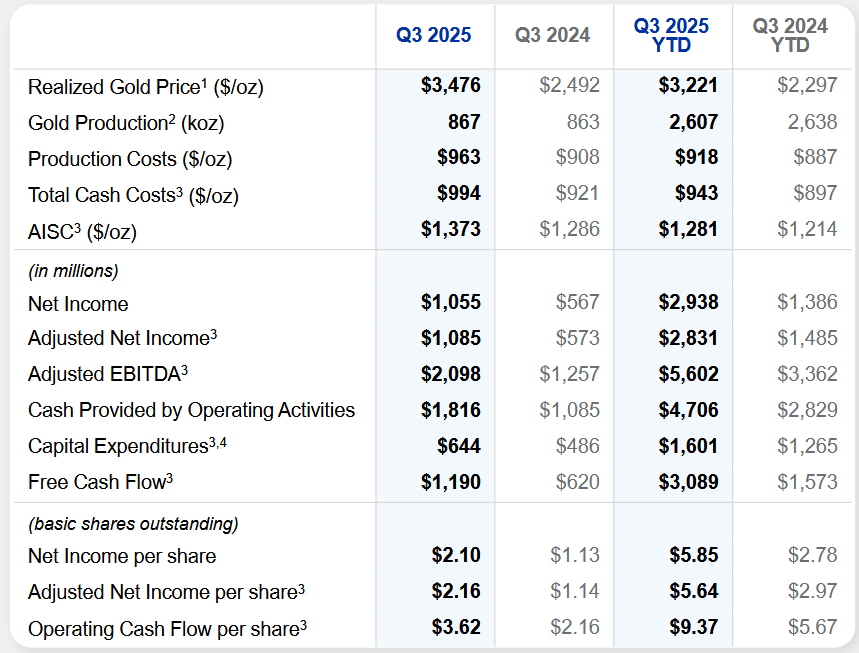 Q3 2025 Q3 2024 Q3 2025 YTD Q3 2024 YTD
Realized Gold Price¹ ($/oz) $3,476 $2,492 $3,221 $2,297
Gold Production² (koz) 867 863 2,607 2,638
Production Costs ($/oz) $963 $908 $918 $887
Total Cash Costs³ ($/oz) $994 $921 $943 $897
AISC³ ($/oz) $1,373 $1,286 $1,281 $1,214
(in millions)
Net Income $1,055 $567 $2,938 $1,386
Adjusted Net Income³ $1,085 $573 $2,831 $1,485
Adjusted EBITDA³ $2,098 $1,257 $5,602 $3,362
Cash Provided by Operating Activities $1,816 $1,085 $4,706 $2,829
Capital Expenditures³,⁴ $644 $486 $1,601 $1,265
Free Cash Flow³ $1,190 $620 $3,089 $1,573
(basic shares outstanding)
Net Income per share $2.10 $1.13 $5.85 $2.78
Adjusted Net Income per share³ $2.16 $1.14 $5.64 $2.97
Operating Cash Flow per share³ $3.62 $2.16 $9.37 $5.67